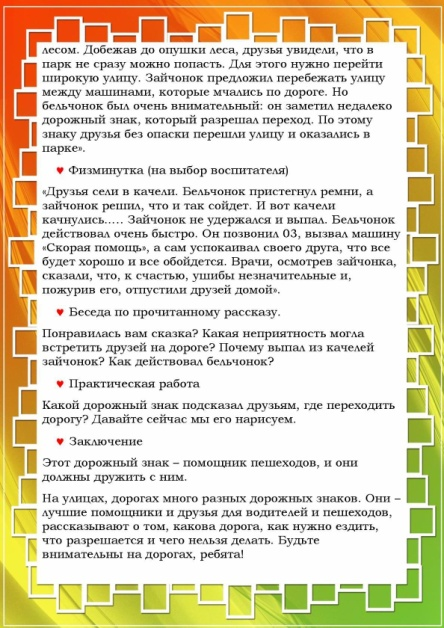 лесом. Добежав до опушки леса, друзья увидели, что в
парк не сразу можно попасть. Для этого нужно перейти
широкую улицу. Зайчонок предложил перебежать улицу
между машинами, которые мчались по дороге. Но
бельчонок был очень внимательный: он заметил недалеко
дорожный знак, который разрешал переход. По этому
знаку друзья без опаски перешли улицу и оказались в
парке».
♥ Физминутка (на выбор воспитателя)
«Друзья сели в качели. Бельчонок пристегнул ремни, а
зайчонок решил, что и так сойдет. И вот качели
качнулись..... Зайчонок не удержался и выпал. Бельчонок
действовал очень быстро. Он позвонил 03, вызвал машину
«Скорая помощь», а сам успокаивал своего друга, что все
будет хорошо и все обойдется. Врачи, осмотрев зайчонка,
сказали, что, к счастью, ушибы незначительные и,
пожурив его, отпустили друзей домой».
♥ Беседа по прочитанному рассказу.
Понравилась вам сказка? Какая неприятность могла
встретить друзей на дороге? Почему выпал из качелей
зайчонок? Как действовал бельчонок?
♥ Практическая работа
Какой дорожный знак подсказал друзьям, где переходить
дорогу? Давайте сейчас мы его нарисуем.
♥ Заключение
Этот дорожный знак – помощник пешеходов, и они
должны дружить с ним.
На улицах, дорогах много разных дорожных знаков. Они –
лучшие помощники и друзья для водителей и пешеходов,
рассказывают о том, какова дорога, как нужно ездить,
что разрешается и чего нельзя делать. Будьте
внимательны на дорогах, ребята!